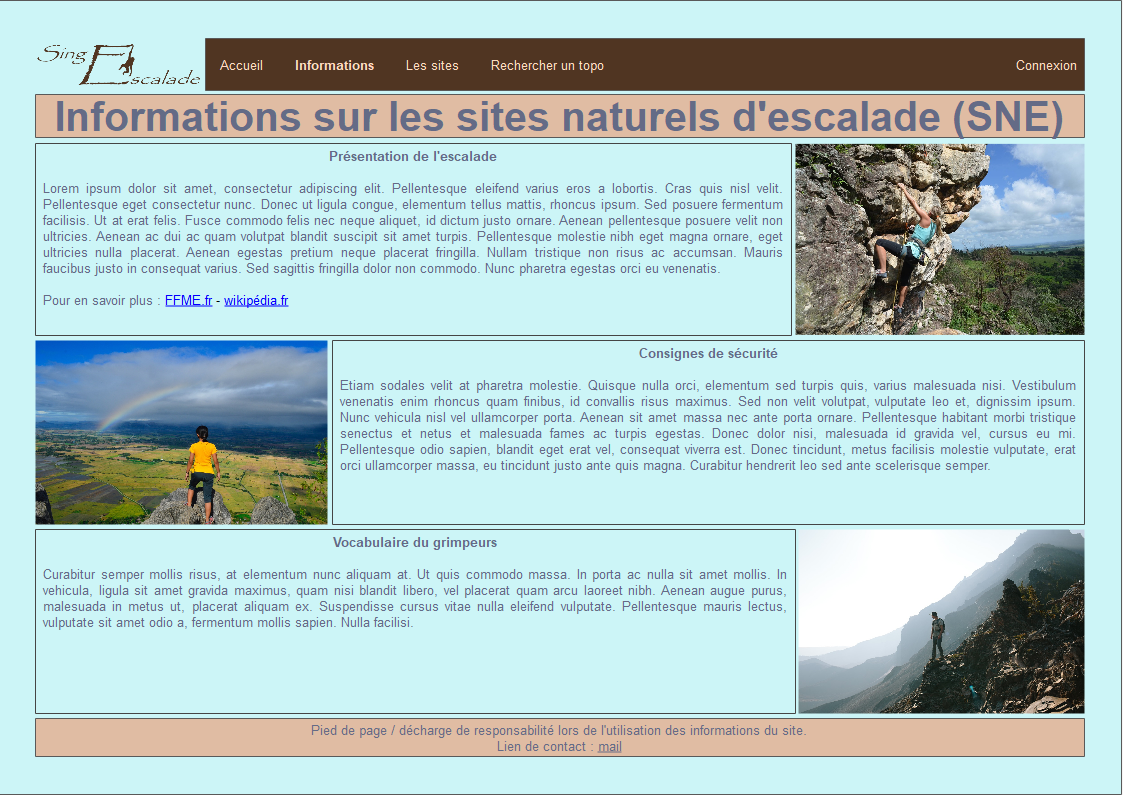 Sing Escalade
Accueil Informations Les sites Rechercher un topo Connexion
Informations sur les sites naturels d'escalade (SNE)
Présentation de l'escalade
Lorem ipsum dolor sit amet, consectetur adipiscing elit. Pellentesque eleifend varius eros a lobortis. Cras quis nisl velit.
Pellentesque eget consectetur nunc. Donec ut ligula congue, elementum tellus mattis, rhoncus ipsum. Sed posuere fermentum
facilisis. Ut at erat felis. Fusce commodo felis nec neque aliquet, id dictum justo ornare. Aenean pellentesque posuere velit non
ultricies. Aenean ac dui ac quam volutpat blandit suscipit sit amet turpis. Pellentesque molestie nibh eget magna ornare, eget
ultricies nulla placerat. Aenean egestas pretium neque placerat fringilla. Nullam tristique non risus ac accumsan. Mauris
faucibus justo in consequat varius. Sed sagittis fringilla dolor non commodo. Nunc pharetra egestas orci eu venenatis.
Pour en savoir plus : FFME.fr - wikipédia.fr
Consignes de sécurité
Etiam sodales velit at pharetra molestie. Quisque nulla orci, elementum sed turpis quis, varius malesuada nisi. Vestibulum
venenatis enim rhoncus quam finibus, id convallis risus maximus. Sed non velit volutpat, vulputate leo et, dignissim ipsum.
Nunc vehicula nisl vel ullamcorper porta. Aenean sit amet massa nec ante porta ornare. Pellentesque habitant morbi tristique
senectus et netus et malesuada fames ac turpis egestas. Donec dolor nisi, malesuada id gravida vel, cursus eu mi.
Pellentesque odio sapien, blandit eget erat vel, consequat viverra est. Donec tincidunt, metus facilisis molestie vulputate, erat
orci ullamcorper massa, eu tincidunt justo ante quis magna. Curabitur hendrerit leo sed ante scelerisque semper.
Vocabulaire du grimpeurs
Curabitur semper mollis risus, at elementum nunc aliquam at. Ut quis commodo massa. In porta ac nulla sit amet mollis. In
vehicula, ligula sit amet gravida maximus, quam nisi blandit libero, vel placerat quam arcu laoreet nibh. Aenean augue purus,
malesuada in metus ut, placerat aliquam ex. Suspendisse cursus vitae nulla eleifend vulputate. Pellentesque mauris lectus,
vulputate sit amet odio a, fermentum mollis sapien. Nulla facilisi.
Pied de page / décharge de responsabilité lors de l'utilisation des informations du site.
Lien de contact : mail